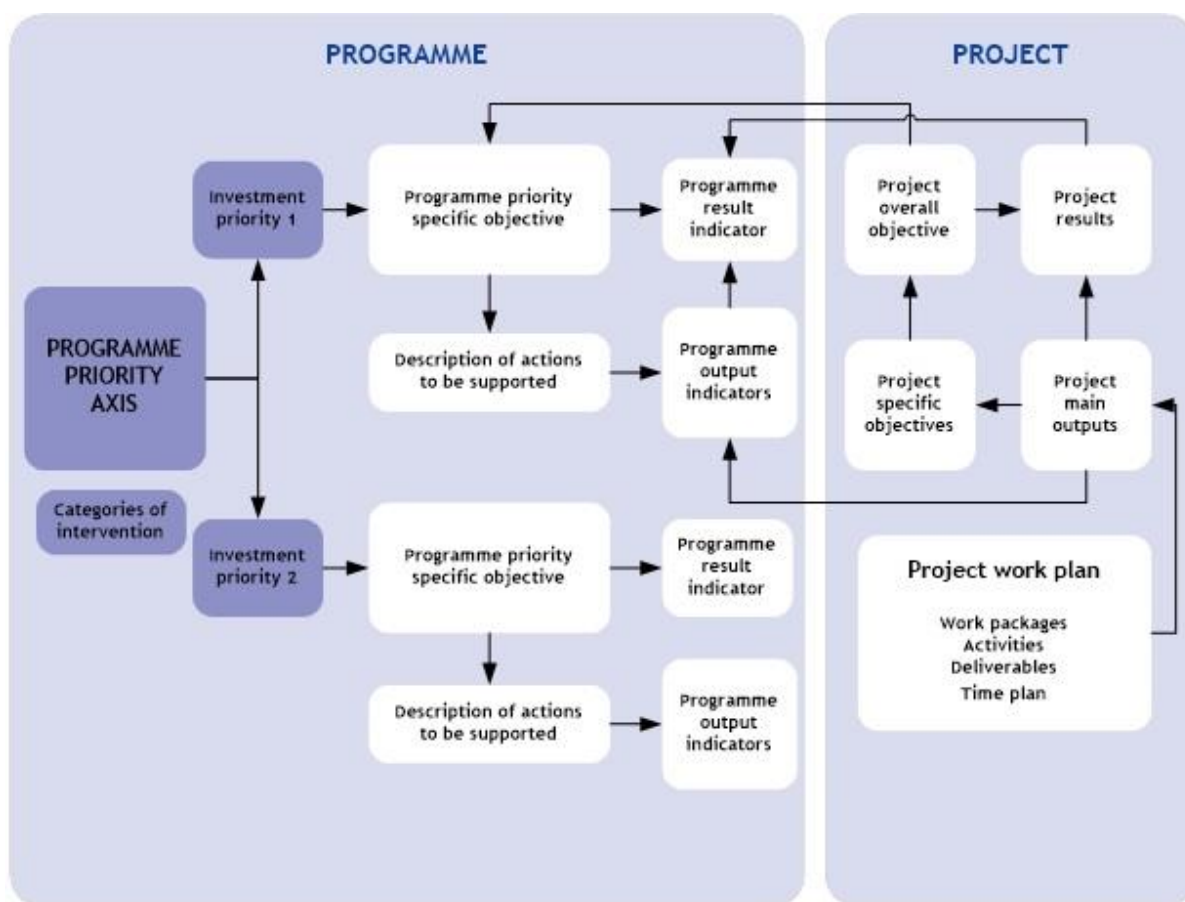 PROGRAMME
PROJECT
Investment
priority 1
Programme priority
specific objective
Programme
result
indicator
Project
overall
objective
Project
results
PROGRAMME
PRIORITY
AXIS
Description of actions
to be supported
Programme
output
indicators
Project
specific
objectives
Project
main
outputs
Categories of
intervention
Investment
priority 2
Programme priority
specific objective
Programme
result
indicator
Project work plan
Work packages
Activities
Deliverables
Time plan
Description of actions
to be supported
Programme
output
indicators